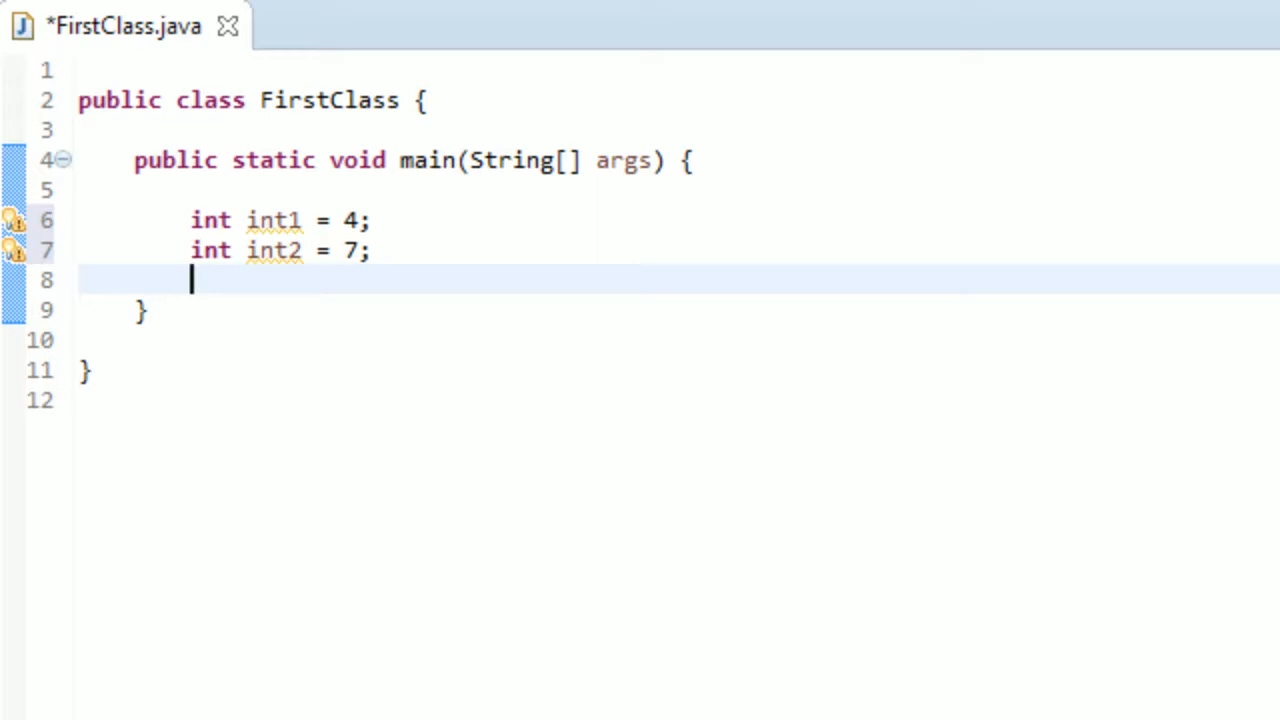 *FirstClass.java
1
2 public class FirstClass {
3
4 public static void main(String[] args) {
5
6 int int1 = 4;
7 int int2 = 7;
8
9 }
10
11 }
12